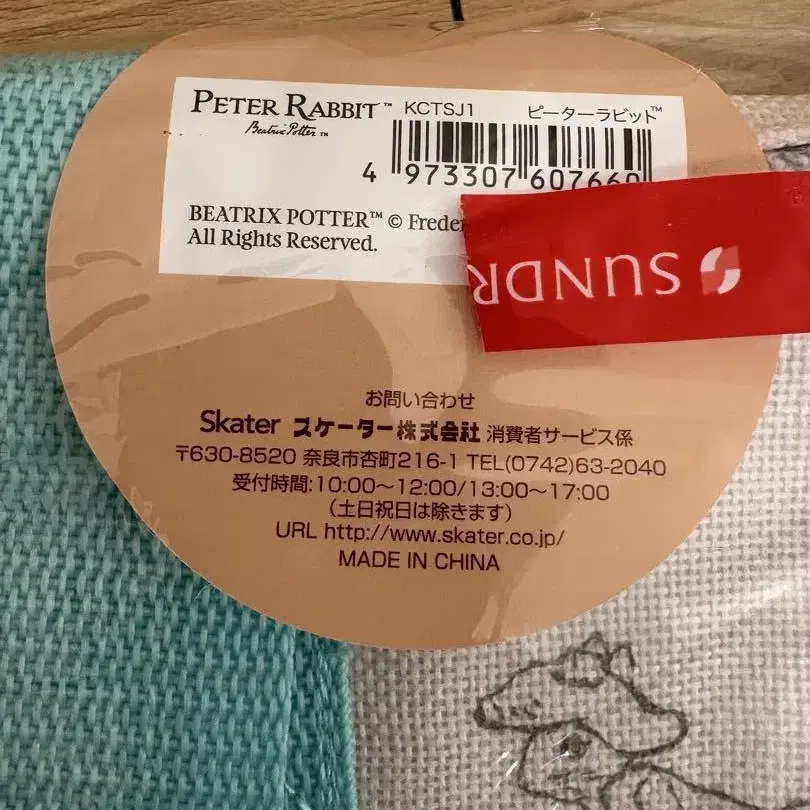 PETER RABBIT™ KCTSJ1 ピーターラビット™
Beatrix Potter™
4 973307 607660
BEATRIX POTTER™ © Freder
All Rights Reserved.
SUNDR
お問い合わせ
Skater スケーター株式会社 消費者サービス係
〒630-8520 奈良市杏町216-1 TEL(0742)63-2040
受付時間:10:00〜12:00/13:00〜17:00
（土日祝日は除きます）
URL http://www.skater.co.jp/
MADE IN CHINA